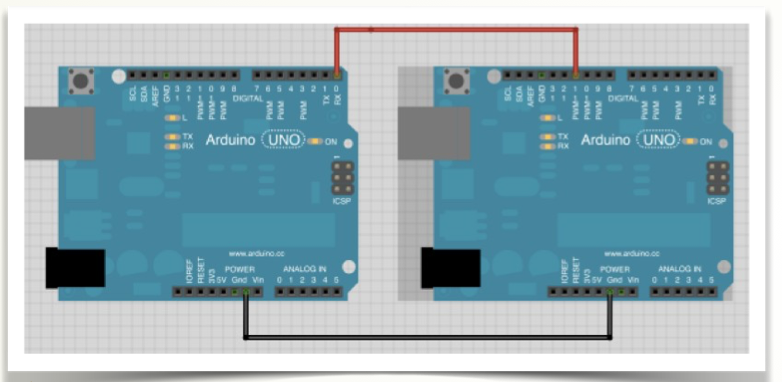 SCL SDA AREF GND 13 12 PWM 11 PWM 10 PWM 9 8 7 PWM 6 PWM 5 4 PWM 3 2 TX 1 RX 0
DIGITAL
L
TX
RX
Arduino UNO ON
1
ICSP
www.arduino.cc
POWER ANALOG IN
IOREF RESET 3V3 5V Gnd Vin 0 1 2 3 4 5
SCL SDA AREF GND 13 12 PWM 11 PWM 10 PWM 9 8 7 PWM 6 PWM 5 4 PWM 3 2 TX 1 RX 0
DIGITAL
L
TX
RX
Arduino UNO ON
1
ICSP
www.arduino.cc
POWER ANALOG IN
IOREF RESET 3V3 5V Gnd Vin 0 1 2 3 4 5